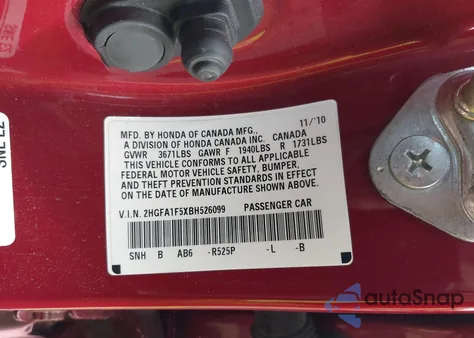 11/'10
MFD. BY HONDA OF CANADA MFG.,
A DIVISION OF HONDA CANADA INC. CANADA
GVWR 3671LBS GAWR F 1940LBS R 1731LBS
THIS VEHICLE CONFORMS TO ALL APPLICABLE
FEDERAL MOTOR VEHICLE SAFETY, BUMPER,
AND THEFT PREVENTION STANDARDS IN EFFECT
ON THE DATE OF MANUFACTURE SHOWN ABOVE.
V.I.N. 2HGFA1F5XBH526099 PASSENGER CAR
SNH B AB6 -R525P -L -B
autoSnap